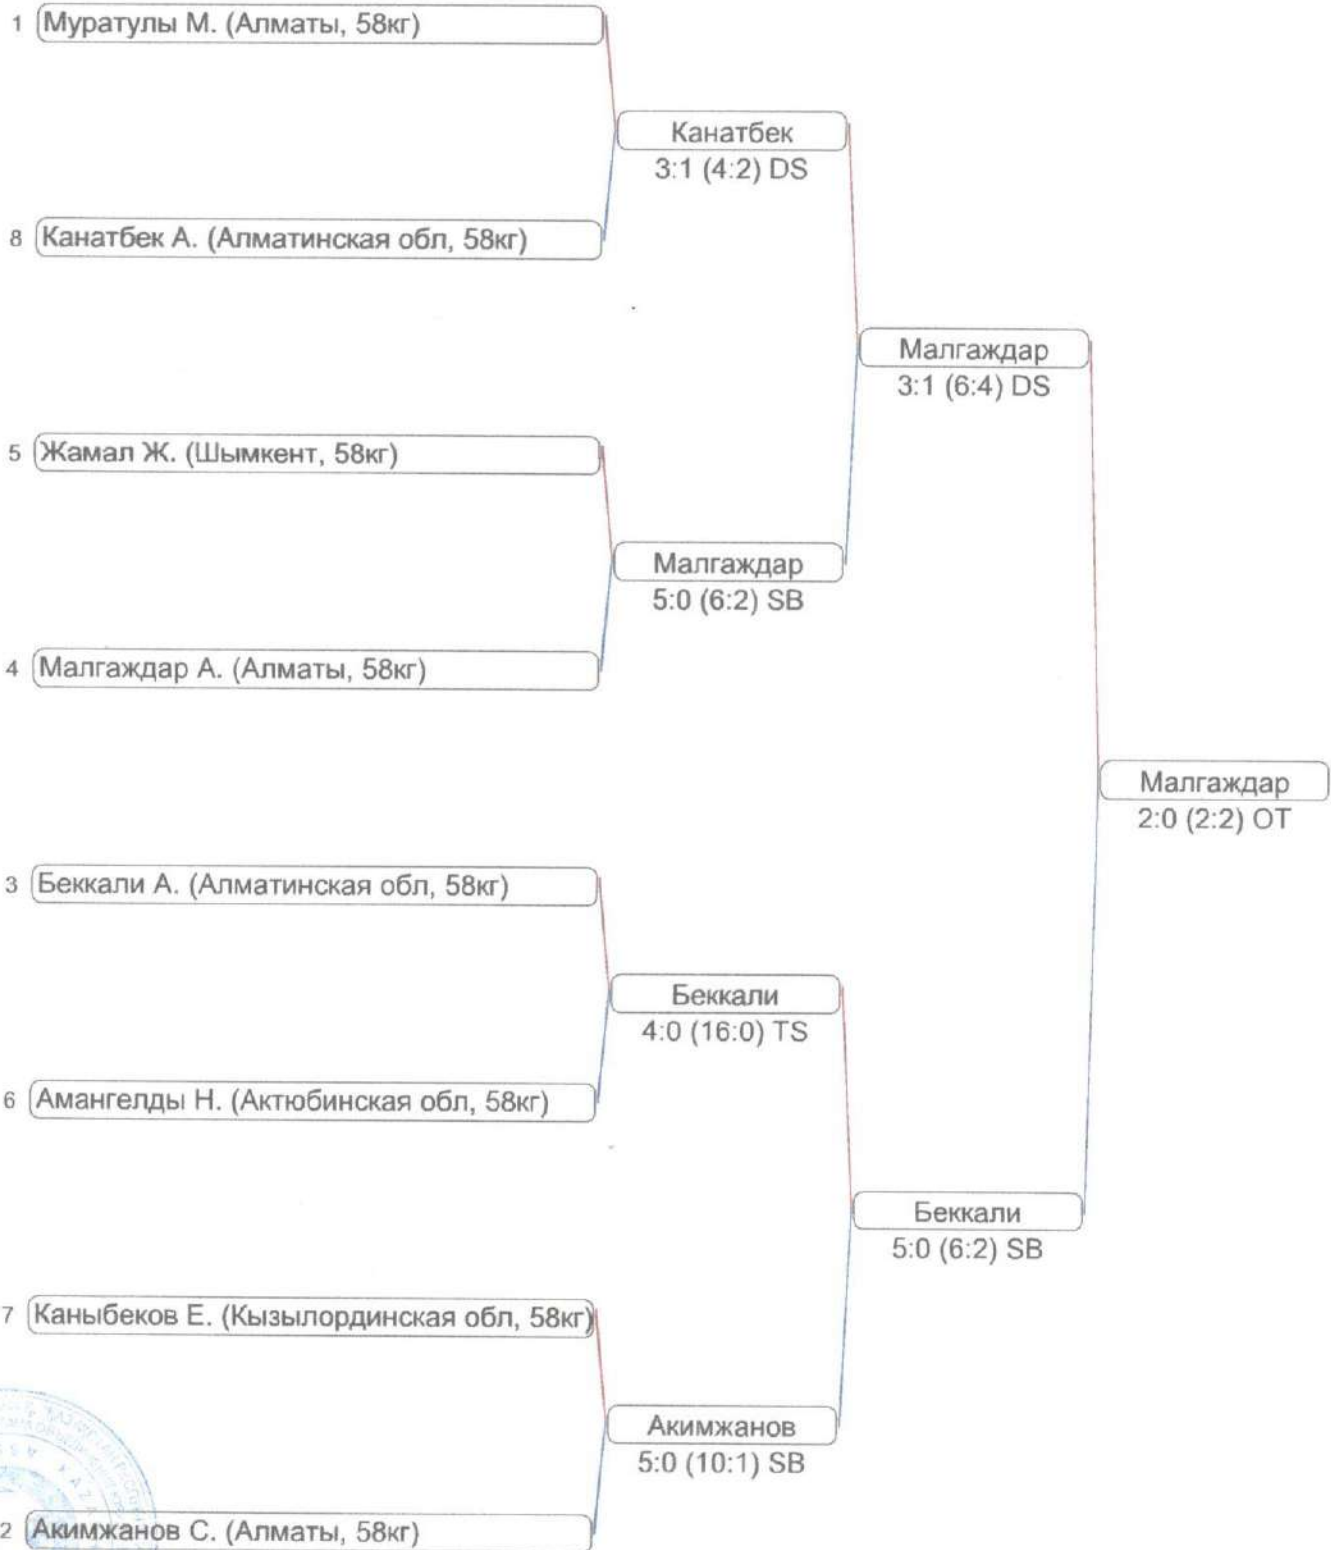 1 Муратулы М. (Алматы, 58кг)
Канатбек
3:1 (4:2) DS
8 Канатбек А. (Алматинская обл, 58кг)
Малгаждар
3:1 (6:4) DS
5 Жамал Ж. (Шымкент, 58кг)
Малгаждар
5:0 (6:2) SB
4 Малгаждар А. (Алматы, 58кг)
Малгаждар
2:0 (2:2) OT
3 Беккали А. (Алматинская обл, 58кг)
Беккали
4:0 (16:0) TS
6 Амангелды Н. (Актюбинская обл, 58кг)
Беккали
5:0 (6:2) SB
7 Каныбеков Е. (Кызылординская обл, 58кг)
Акимжанов
5:0 (10:1) SB
2 Акимжанов С. (Алматы, 58кг)